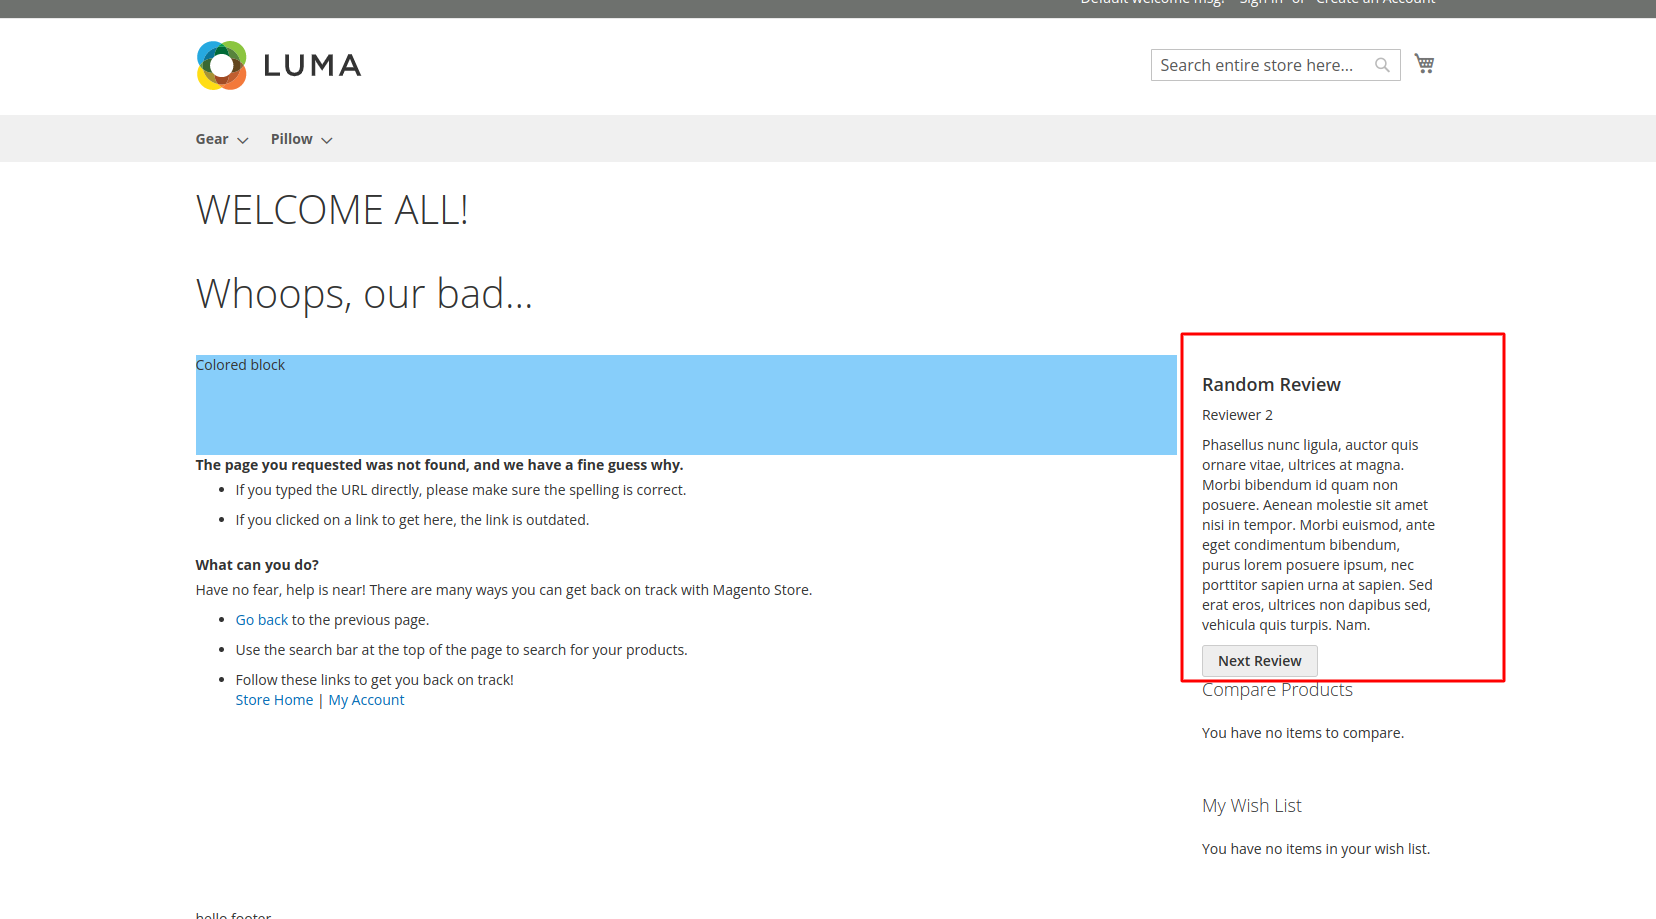 Default welcome msg! Sign In or Create an Account
LUMA
Search entire store here...
Gear Pillow
WELCOME ALL!
Whoops, our bad...
Colored block
The page you requested was not found, and we have a fine guess why.
• If you typed the URL directly, please make sure the spelling is correct.
• If you clicked on a link to get here, the link is outdated.
What can you do?
Have no fear, help is near! There are many ways you can get back on track with Magento Store.
• Go back to the previous page.
• Use the search bar at the top of the page to search for your products.
• Follow these links to get you back on track!
Store Home | My Account
Random Review
Reviewer 2
Phasellus nunc ligula, auctor quis
ornare vitae, ultrices at magna.
Morbi bibendum id quam non
posuere. Aenean molestie sit amet
nisi in tempor. Morbi euismod, ante
eget condimentum bibendum,
purus lorem posuere ipsum, nec
porttitor sapien urna at sapien. Sed
erat eros, ultrices non dapibus sed,
vehicula quis turpis. Nam.
Next Review
Compare Products
You have no items to compare.
My Wish List
You have no items in your wish list.
hello footer